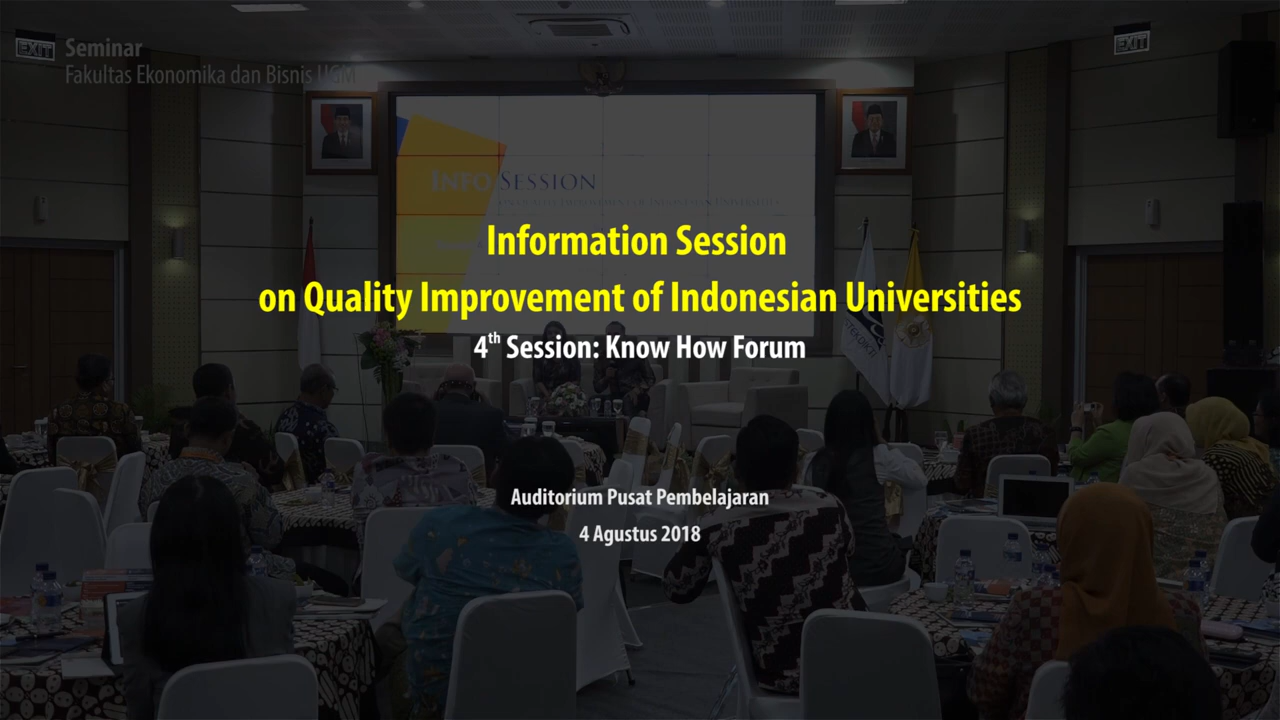 EXIT
Seminar
Fakultas Ekonomika dan Bisnis UGM
EXIT
INFO SESSION
Information Session
on Quality Improvement of Indonesian Universities
4th Session: Know How Forum
Auditorium Pusat Pembelajaran
4 Agustus 2018